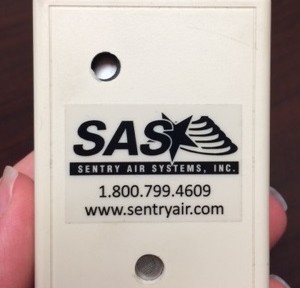 SAS
SENTRY AIR SYSTEMS, INC.
1.800.799.4609
www.sentryair.com